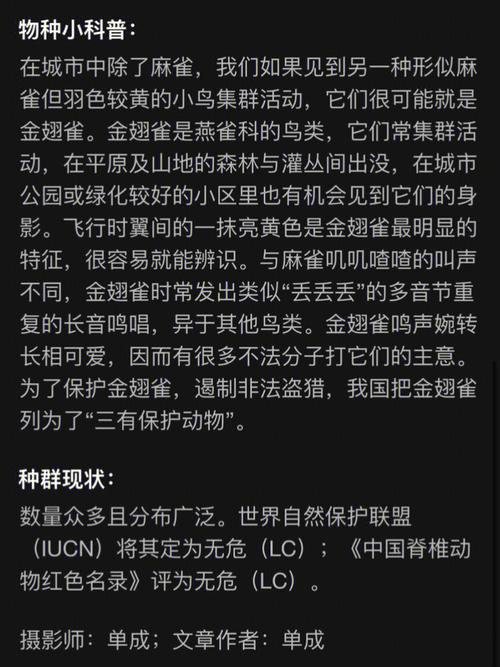 物种小科普：
在城市中除了麻雀，我们如果见到另一种形似麻
雀但羽色较黄的小鸟集群活动，它们很可能就是
金翅雀。金翅雀是燕雀科的鸟类，它们常集群活
动，在平原及山地的森林与灌丛间出没，在城市
公园或绿化较好的小区里也有机会见到它们的身
影。飞行时翼间的一抹亮黄色是金翅雀最明显的
特征，很容易就能辨识。与麻雀叽叽喳喳的叫声
不同，金翅雀时常发出类似“丢丢丢”的多音节重
复的长音鸣唱，异于其他鸟类。金翅雀鸣声婉转
长相可爱，因而有很多不法分子打它们的主意。
为了保护金翅雀，遏制非法盗猎，我国把金翅雀
列为了“三有保护动物”。
种群现状：
数量众多且分布广泛。世界自然保护联盟
（IUCN）将其定为无危（LC）；《中国脊椎动
物红色名录》评为无危（LC）。
摄影师：单成；文章作者：单成